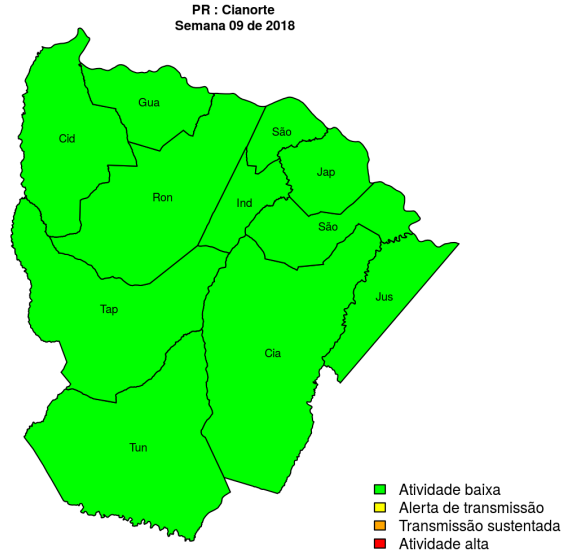 PR : Cianorte
Semana 09 de 2018
Gua
São
Cid
Jap
Ron
Ind
São
Jus
Tap
Cia
Tun
Atividade baixa
Alerta de transmissão
Transmissão sustentada
Atividade alta